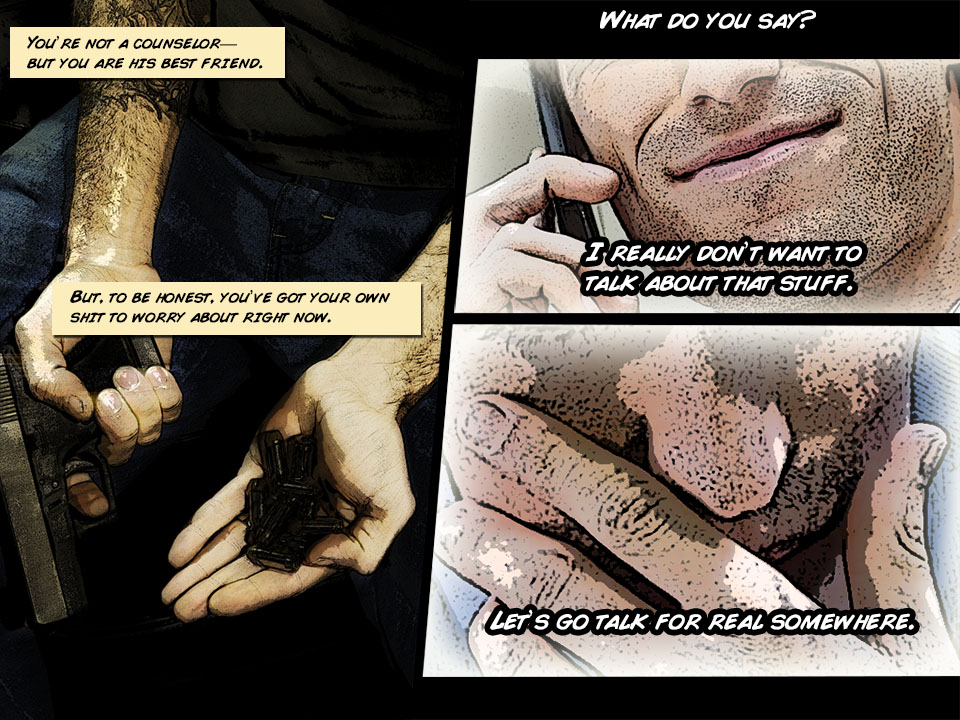 You're not a counselor—
but you are his best friend.
But, to be honest, you've got your own
shit to worry about right now.
What do you say?
I really don't want to
talk about that stuff.
Let's go talk for real somewhere.